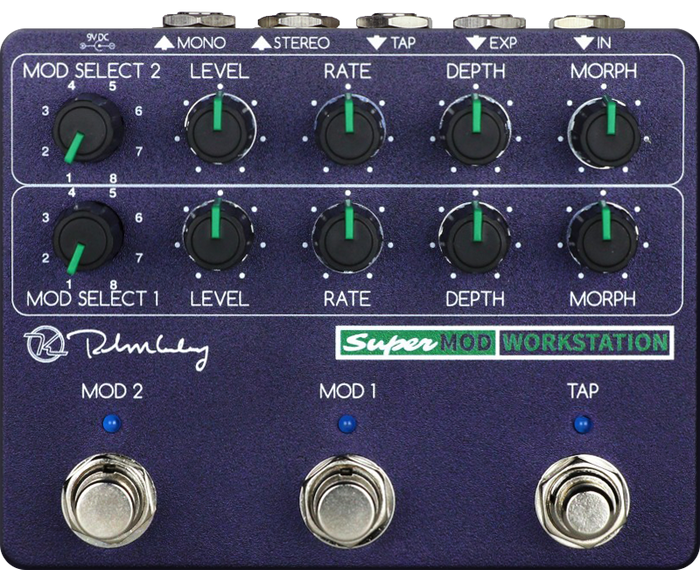 9V DC
MONO STEREO TAP EXP IN
MOD SELECT 2 LEVEL RATE DEPTH MORPH
4 5
3 6
2 7
1 8
4 5
3 6
2 7
1 8
MOD SELECT 1 LEVEL RATE DEPTH MORPH
K
Super MOD WORKSTATION
MOD 2 MOD 1 TAP